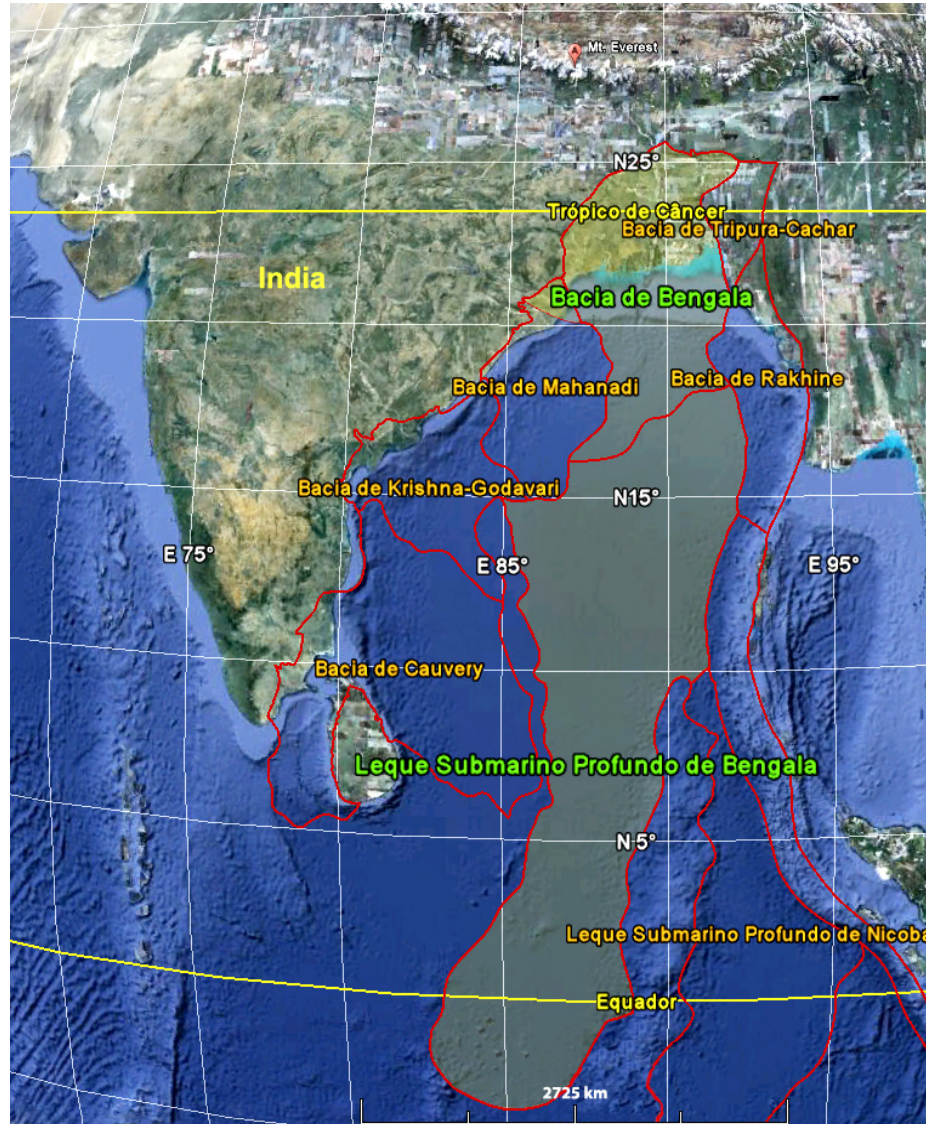 Mt. Everest
A
N25°
Trópico de Câncer
Bacia de Tripura-Cachar
India
Bacia de Bengala
Bacia de Mahanadi
Bacia de Rakhine
Bacia de Krishna-Godavari
N15°
E 75°
E 85°
E 95°
Bacia de Cauvery
Leque Submarino Profundo de Bengala
N 5°
Leque Submarino Profundo de Nicoba
Equador
2725 km